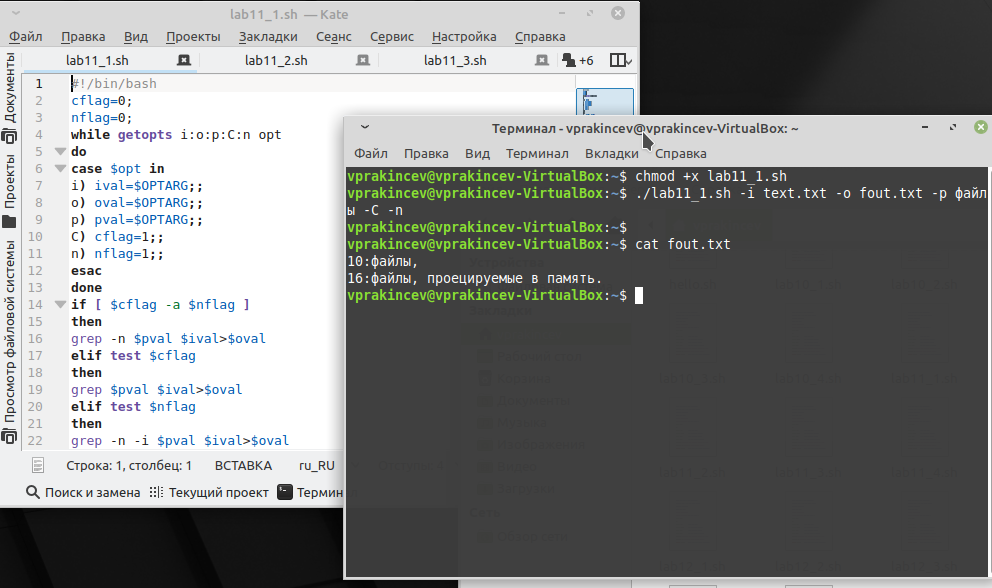 lab11_1.sh — Kate
Файл Правка Вид Проекты Закладки Сеанс Сервис Настройка Справка
lab11_1.sh lab11_2.sh lab11_3.sh +6
Документы
Проекты
Просмотр файловой системы
1 #!/bin/bash
2 cflag=0;
3 nflag=0;
4 while getopts i:o:p:C:n opt
5 do
6 case $opt in
7 i) ival=$OPTARG;;
8 o) oval=$OPTARG;;
9 p) pval=$OPTARG;;
10 C) cflag=1;;
11 n) nflag=1;;
12 esac
13 done
14 if [ $cflag -a $nflag ]
15 then
16 grep -n $pval $ival>$oval
17 elif test $cflag
18 then
19 grep $pval $ival>$oval
20 elif test $nflag
21 then
22 grep -n -i $pval $ival>$oval
Строка: 1, столбец: 1 ВСТАВКА ru_RU
Поиск и замена Текущий проект Термин
Терминал - vprakincev@vprakincev-VirtualBox: ~
Файл Правка Вид Терминал Вкладки Справка
vprakincev@vprakincev-VirtualBox:~$ chmod +x lab11_1.sh
vprakincev@vprakincev-VirtualBox:~$ ./lab11_1.sh -i text.txt -o fout.txt -p файл
ы -C -n
vprakincev@vprakincev-VirtualBox:~$
vprakincev@vprakincev-VirtualBox:~$ cat fout.txt
10:файлы,
16:файлы, проецируемые в память.
vprakincev@vprakincev-VirtualBox:~$